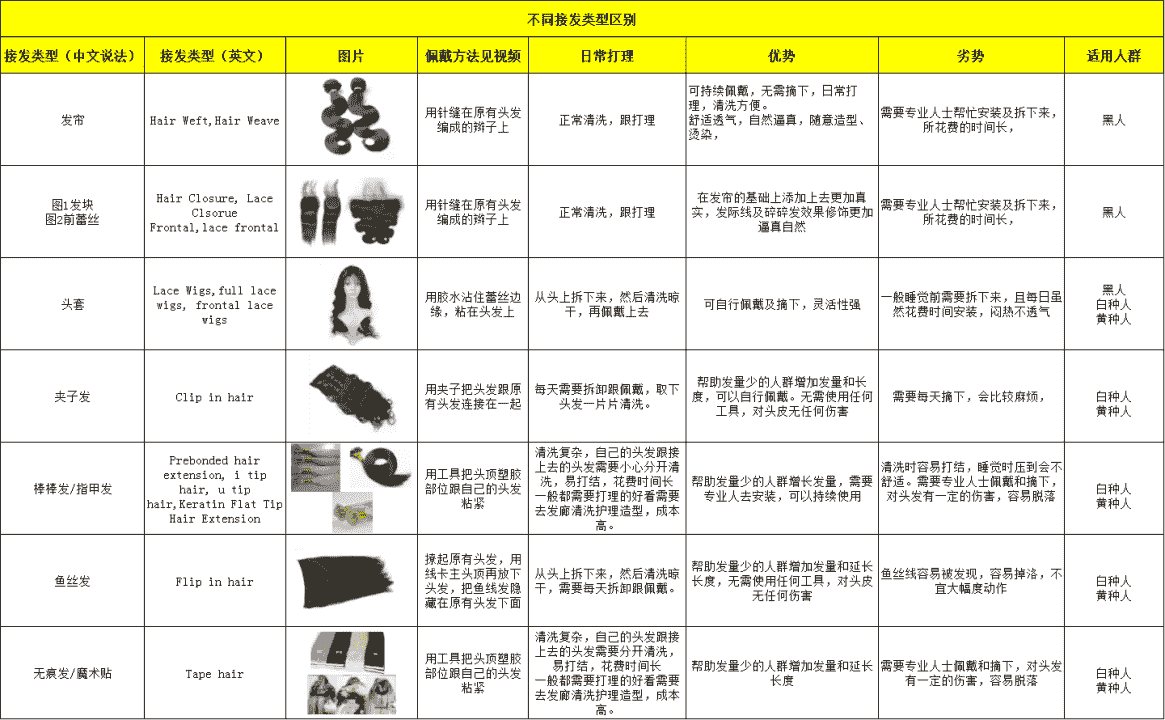 不同接发类型区别
接发类型（中文说法）
接发类型（英文）
图片
佩戴方法见视频
日常打理
优势
劣势
适用人群
发帘
Hair Weft,Hair Weave
用针缝在原有头发
编成的辫子上
正常清洗，跟打理
可持续佩戴，无需摘下，日常打
理，清洗方便。
舒适透气，自然逼真，随意造型、
烫染，
需要专业人士帮忙安装及拆下来，
所花费的时间长，
黑人
图1发块
图2前蕾丝
Hair Closure, Lace
Clsorue
Frontal,lace frontal
用针缝在原有头发
编成的辫子上
正常清洗，跟打理
在发帘的基础上添加上去更加真
实，发际线及碎碎发效果修饰更加
逼真自然
需要专业人士帮忙安装及拆下来，
所花费的时间长，
黑人
头套
Lace Wigs,full lace
wigs, frontal lace
wigs
用胶水沾住蕾丝边
缘，粘在头发上
从头上拆下来，然后清洗晾
干，再佩戴上去
可自行佩戴及摘下，灵活性强
一般睡觉前需要拆下来，且每日虽
然花费时间安装，闷热不透气
黑人
白种人
黄种人
夹子发
Clip in hair
用夹子把头发跟原
有头发连接在一起
每天需要拆卸跟佩戴，取下
头发一片片清洗。
帮助发量少的人群增加发量和长
度，可以自行佩戴。无需使用任何
工具，对头皮无任何伤害
需要每天摘下，会比较麻烦，
白种人
黄种人
棒棒发/指甲发
Prebonded hair
extension, i tip
hair, u tip
hair,Keratin Flat Tip
Hair Extension
用工具把头顶塑胶
部位跟自己的头发
粘紧
清洗复杂，自己的头发跟接
上去的头发需要小心分开清
洗，易打结，花费时间长
一般都需要打理的好看需要
去发廊清洗护理造型，成本
高。
帮助发量少的人增长发量，需要
专业人去安装，可以持续使用
清洗时容易打结，睡觉时压到会不
舒适。需要专业人士佩戴和摘下，
对头发有一定的伤害，容易脱落
白种人
黄种人
鱼丝发
Flip in hair
撩起原有头发，用
线卡主头顶再放下
头发，把鱼线发隐
藏在原有头发下面
从头上拆下来，然后清洗晾
干，需要每天拆卸跟佩戴。
帮助发量少的人群增加发量和延长
长度，无需使用任何工具，对头皮
无任何伤害
鱼丝线容易被发现，容易掉洛，不
宜大幅度动作
白种人
黄种人
无痕发/魔术贴
Tape hair
用工具把头顶塑胶
部位跟自己的头发
粘紧
清洗复杂，自己的头发跟接
上去的头发需要分开清洗，
易打结，花费时间长
一般都需要打理的好看需要
去发廊清洗护理造型，成本
高。
帮助发量少的人群增加发量和延长
长度
需要专业人士佩戴和摘下，对头发
有一定的伤害，容易脱落
白种人
黄种人